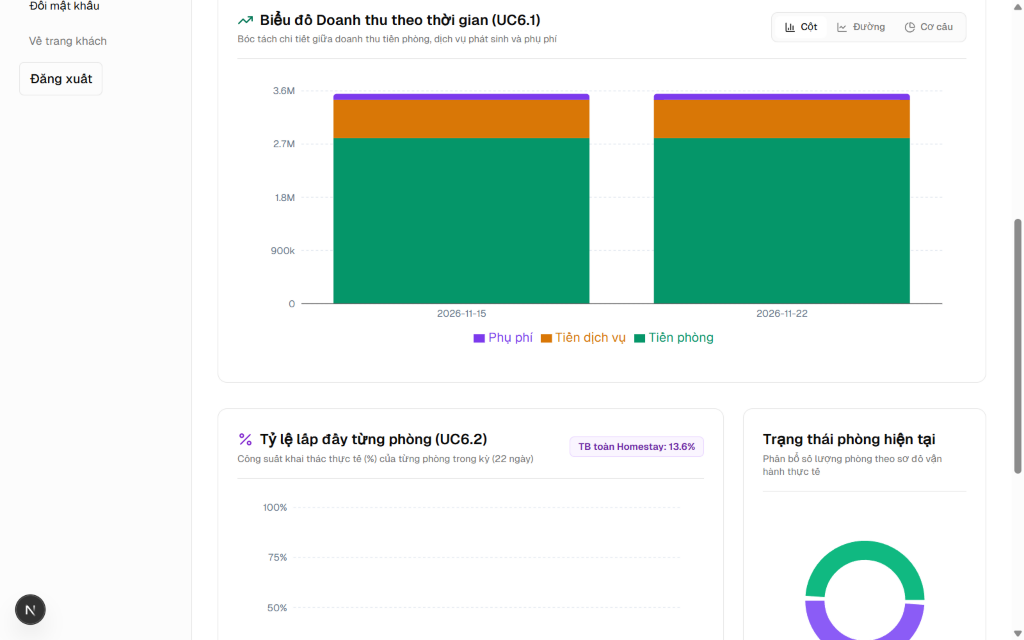 Đổi mật khẩu
Về trang khách
Đăng xuất
Biểu đồ Doanh thu theo thời gian (UC6.1)
Bóc tách chi tiết giữa doanh thu tiền phòng, dịch vụ phát sinh và phụ phí
Cột
Đường
Cơ cấu
3.6M
2.7M
1.8M
900k
0
2026-11-15
2026-11-22
Phụ phí
Tiền dịch vụ
Tiền phòng
Tỷ lệ lấp đầy từng phòng (UC6.2)
Công suất khai thác thực tế (%) của từng phòng trong kỳ (22 ngày)
TB toàn Homestay: 13.6%
100%
75%
50%
Trạng thái phòng hiện tại
Phân bổ số lượng phòng theo sơ đồ vận
hành thực tế
N